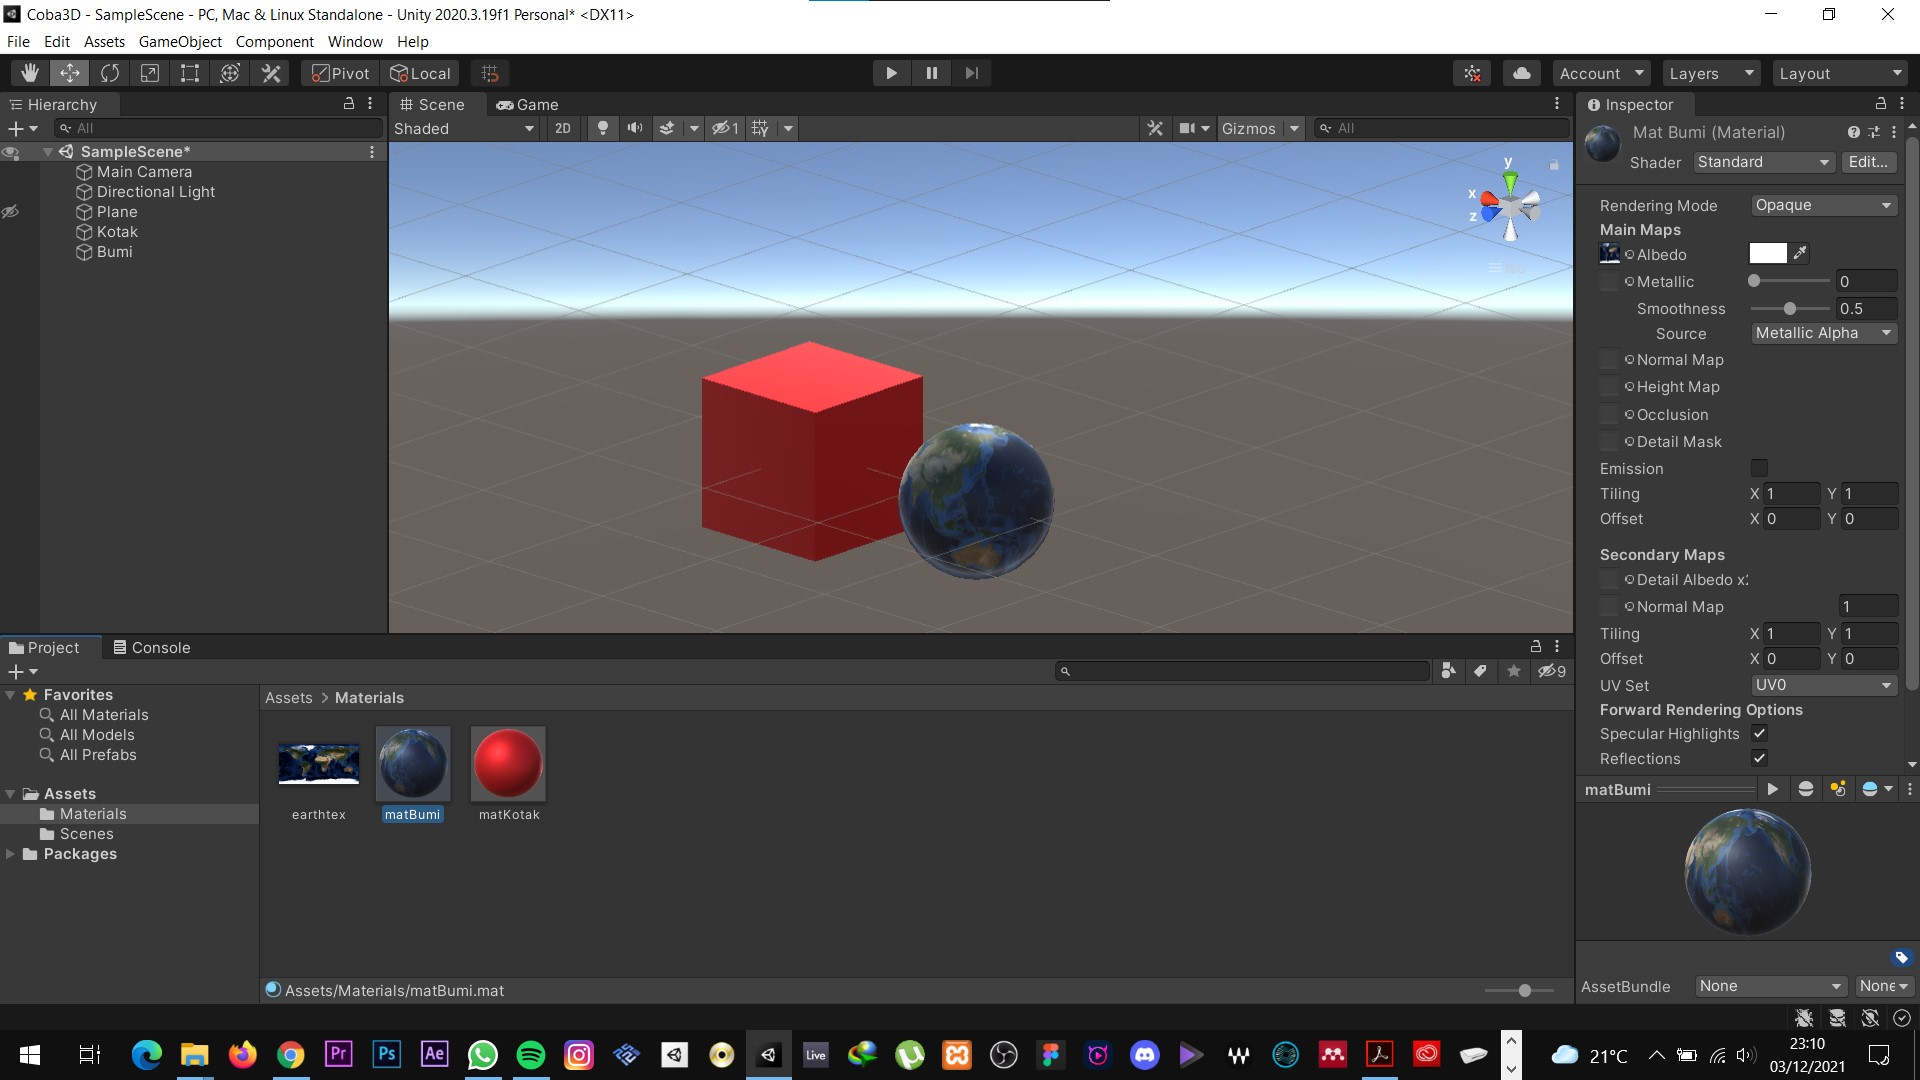 Coba3D - SampleScene - PC, Mac & Linux Standalone - Unity 2020.3.19f1 Personal* <DX11>
File Edit Assets GameObject Component Window Help
Pivot Local Account Layers Layout
Hierarchy
All
SampleScene*
Main Camera
Directional Light
Plane
Kotak
Bumi
Scene Game
Shaded 2D 1 Gizmos All
y
x
z
Inspector
Mat Bumi (Material)
Shader Standard Edit...
Rendering Mode Opaque
Main Maps
Albedo
Metallic 0
Smoothness 0.5
Source Metallic Alpha
Normal Map
Height Map
Occlusion
Detail Mask
Emission
Tiling X 1 Y 1
Offset X 0 Y 0
Secondary Maps
Detail Albedo x
Normal Map 1
Tiling X 1 Y 1
Offset X 0 Y 0
UV Set UV0
Forward Rendering Options
Specular Highlights
Reflections
matBumi
AssetBundle None None
Project Console
9
Favorites
All Materials
All Models
All Prefabs
Assets
Materials
Scenes
Packages
Assets > Materials
earthtex matBumi matKotak
Assets/Materials/matBumi.mat
Pr Ps Ae Live W
21°C
23:10
03/12/2021